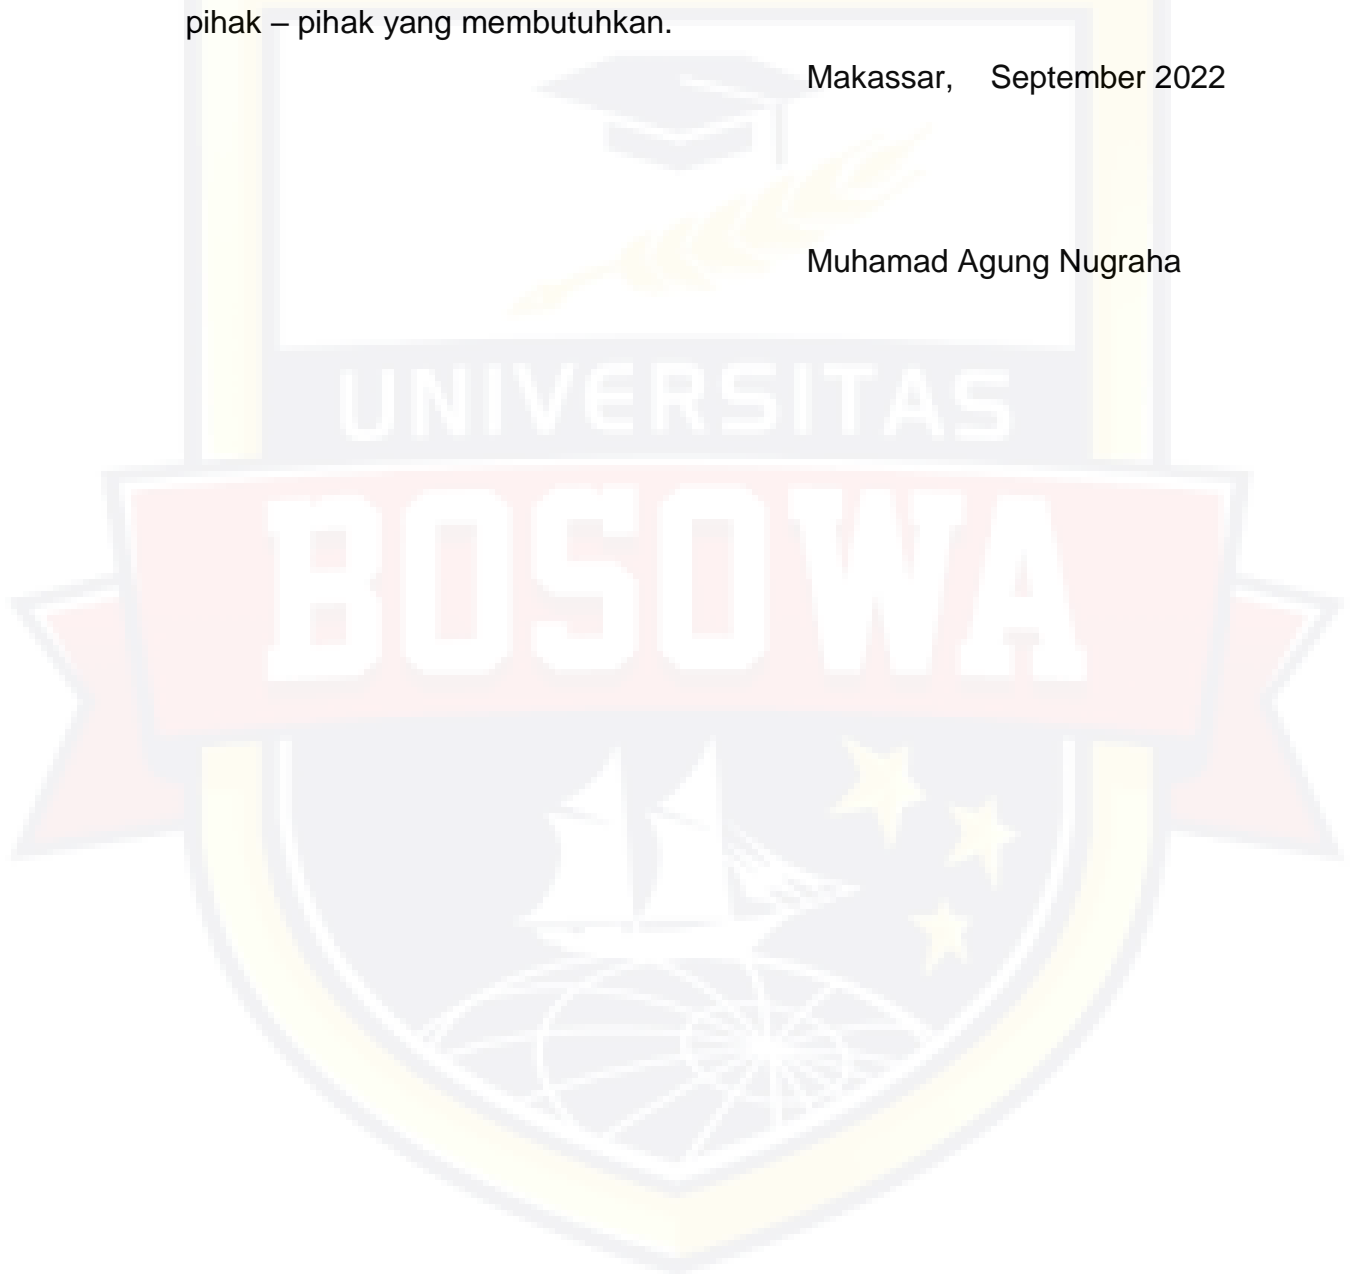 pihak – pihak yang membutuhkan.
Makassar, September 2022
Muhamad Agung Nugraha
UNIVERSITAS
BOSOWA